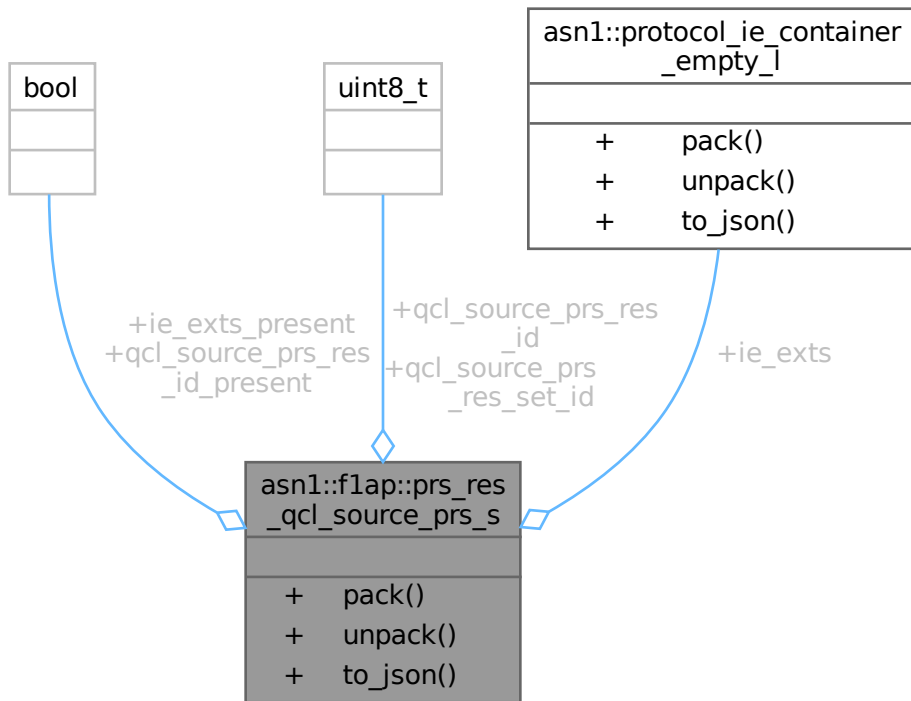 asn1::protocol_ie_container
_empty_l
+ pack()
+ unpack()
+ to_json()
bool
uint8_t
+ie_exts_present
+qcl_source_prs_res
_id_present
+qcl_source_prs_res
_id
+qcl_source_prs
_res_set_id
+ie_exts
asn1::f1ap::prs_res
_qcl_source_prs_s
+ pack()
+ unpack()
+ to_json()